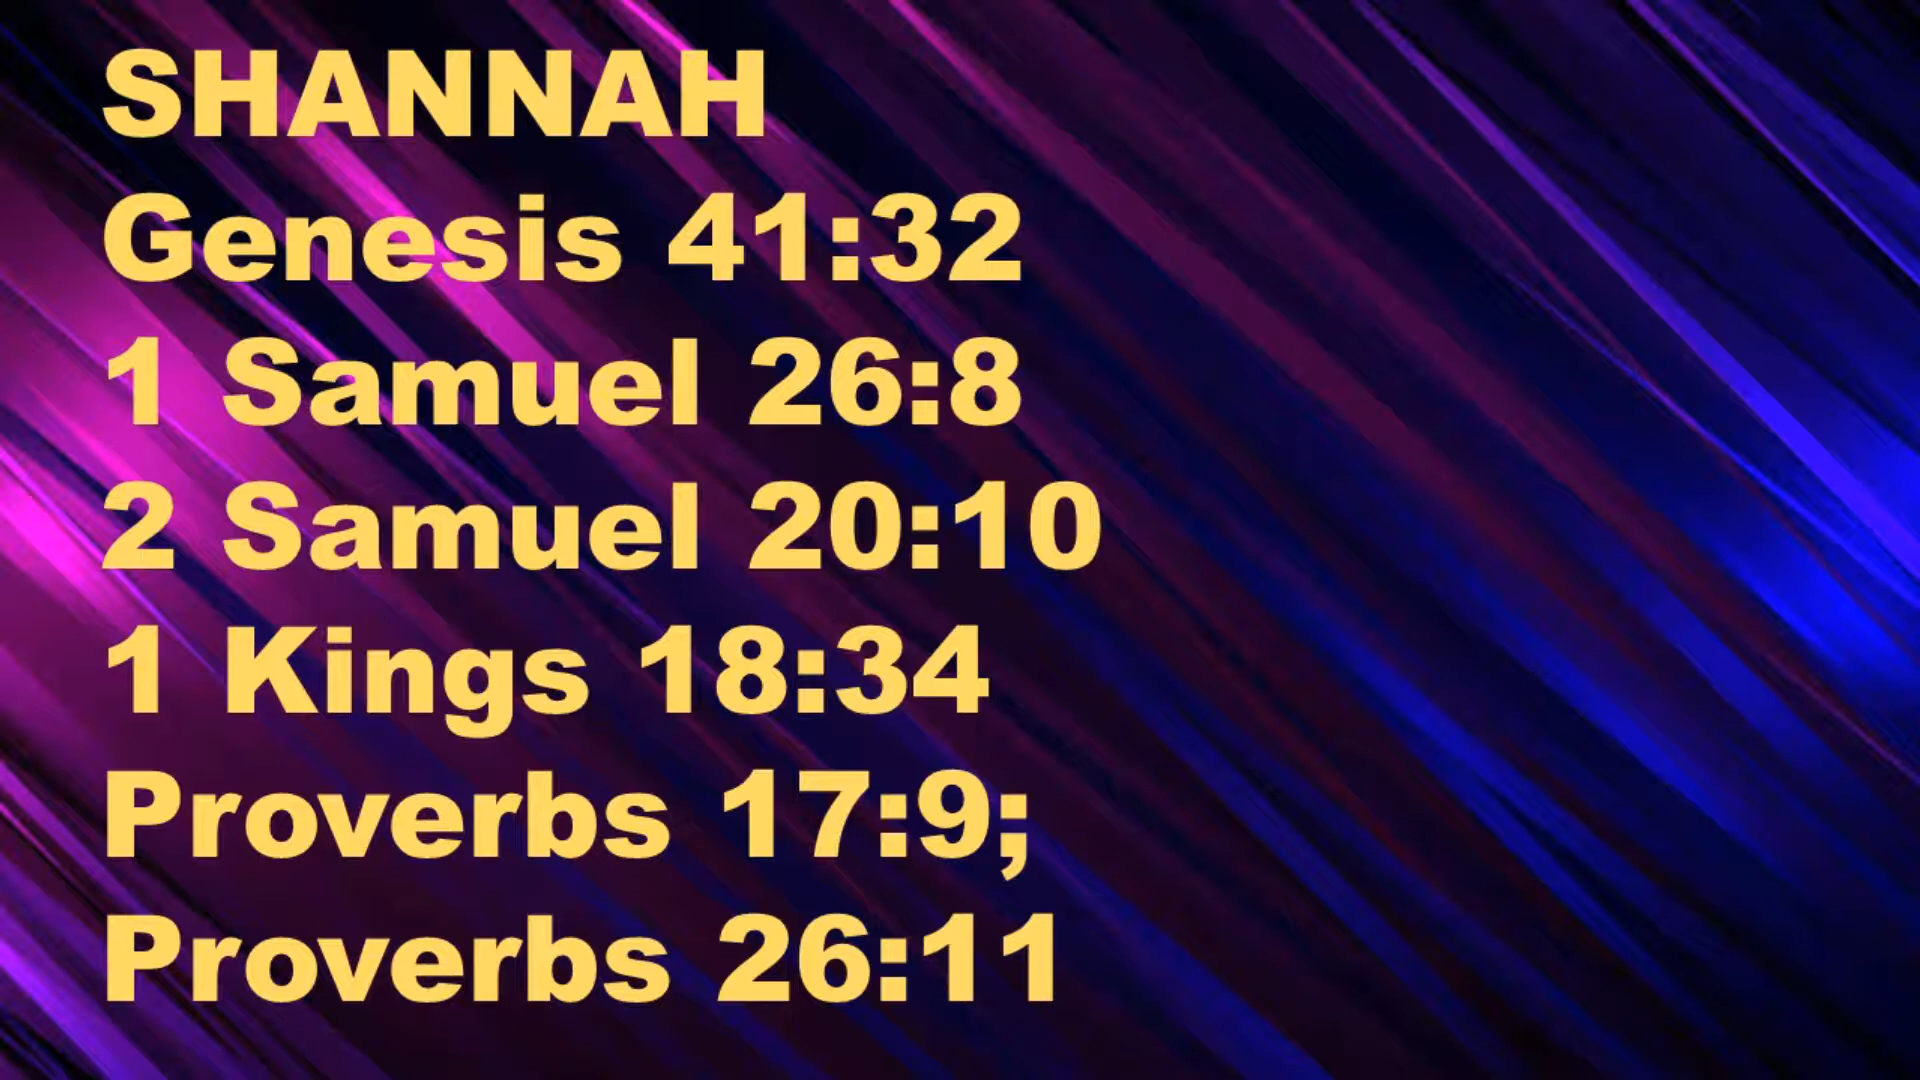 SHANNAH
Genesis 41:32
1 Samuel 26:8
2 Samuel 20:10
1 Kings 18:34
Proverbs 17:9;
Proverbs 26:11